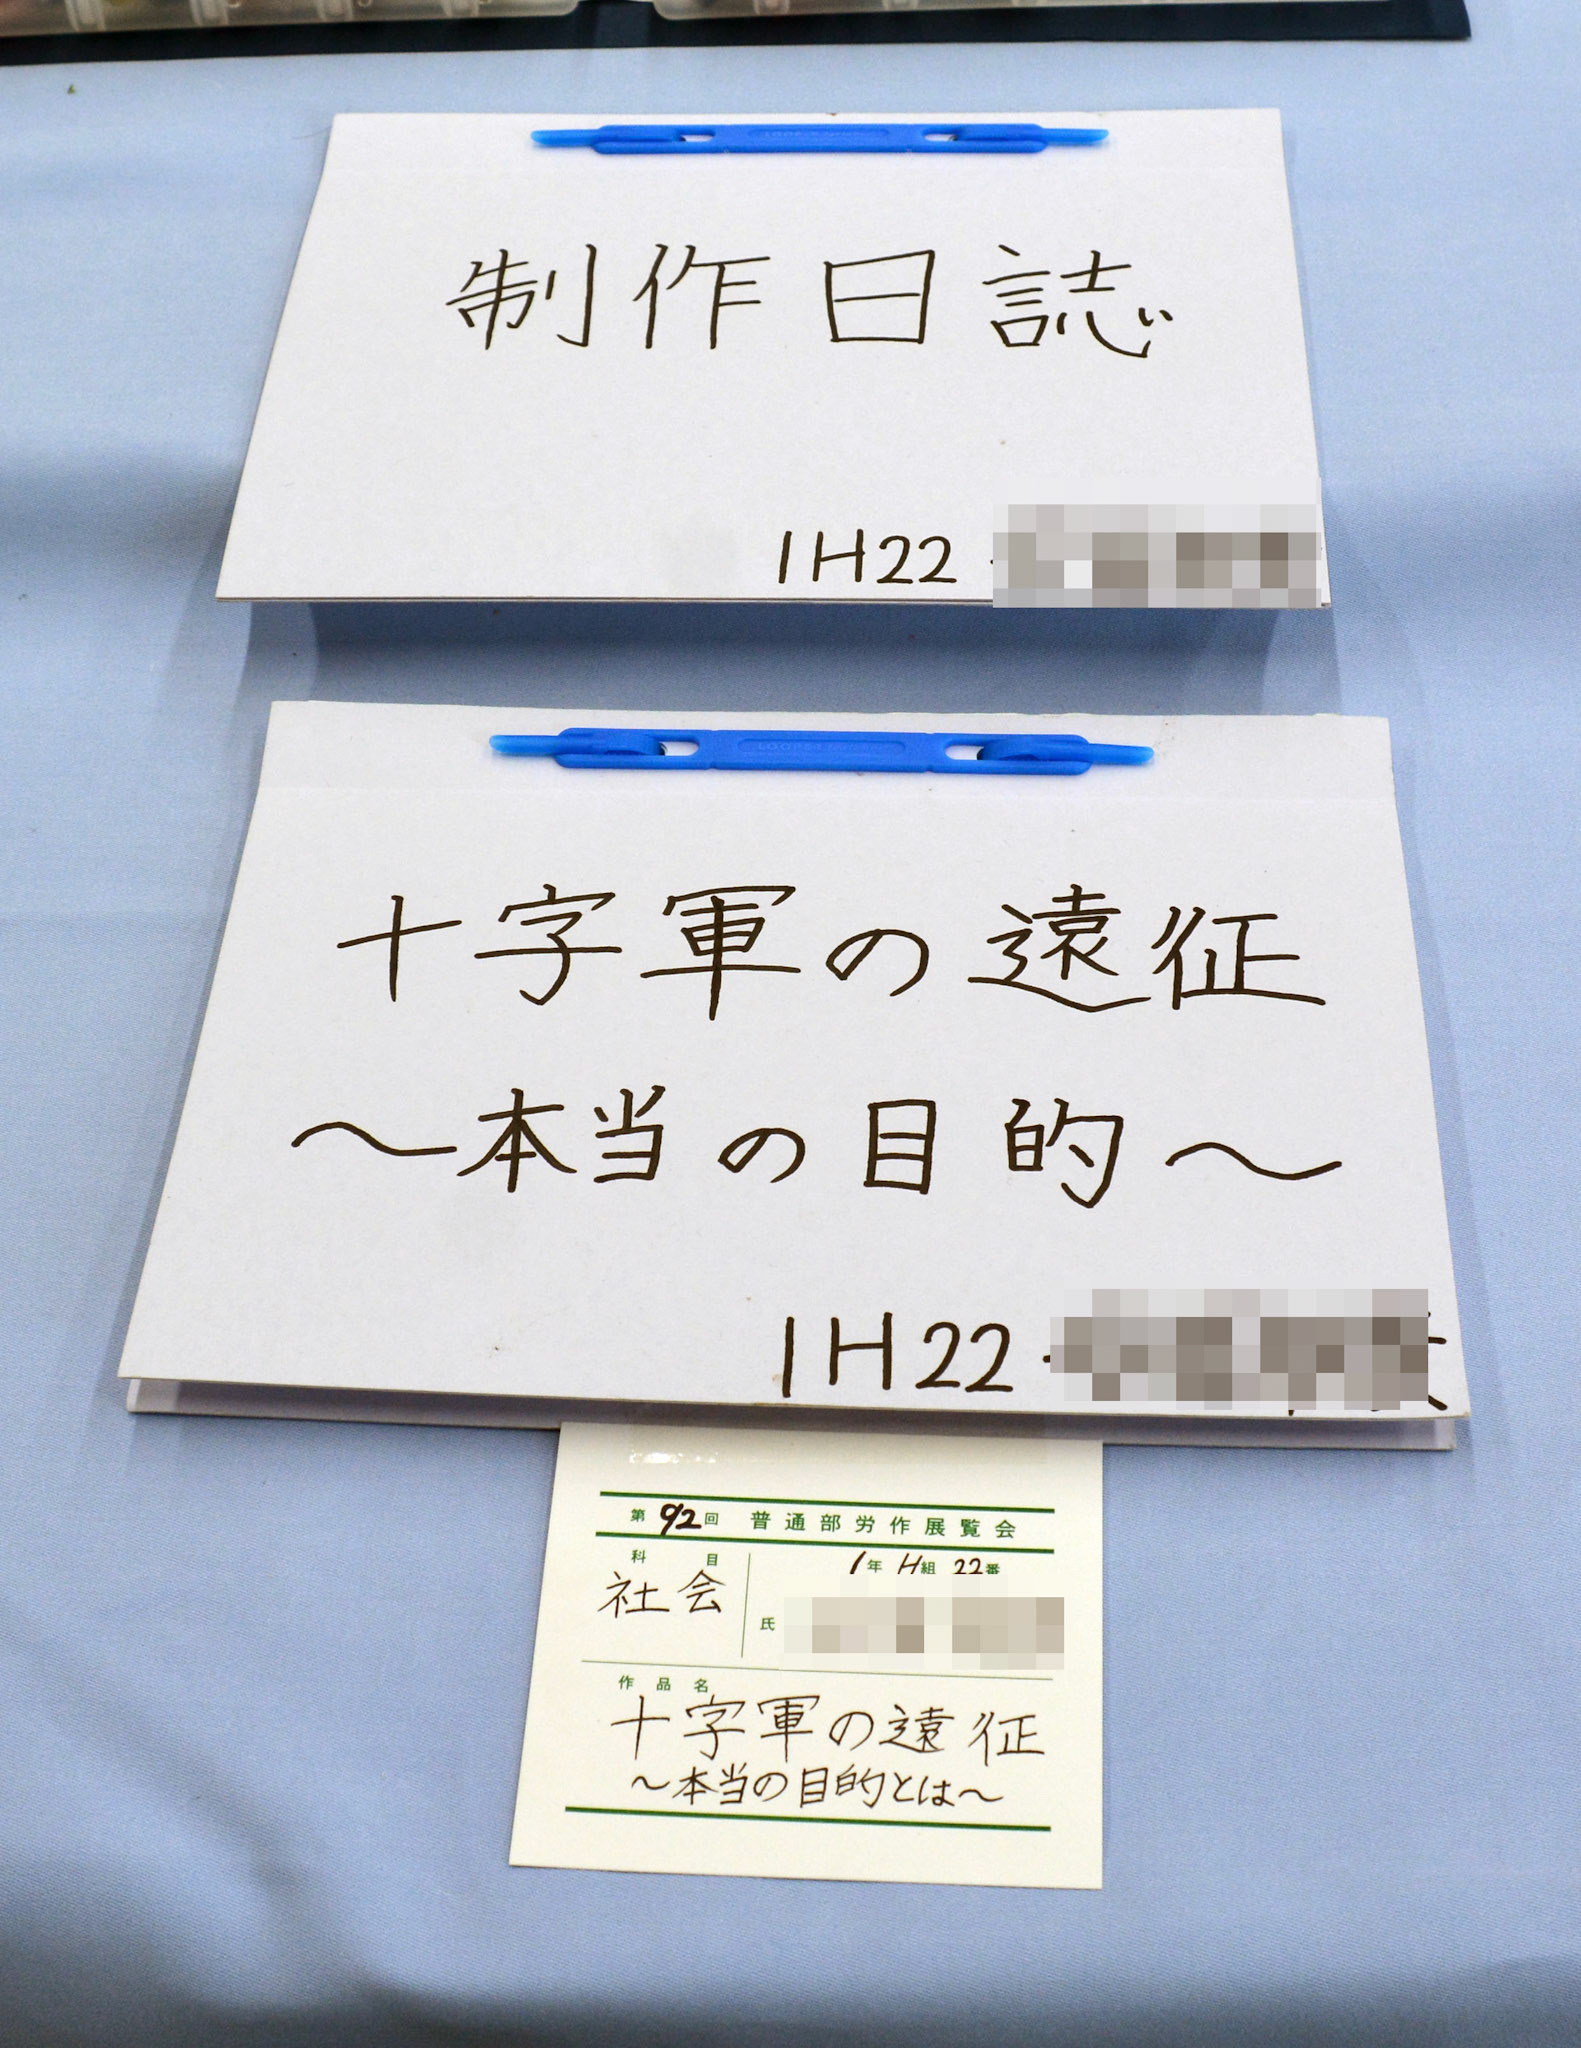 制作日誌
1H22
十字軍の遠征
～本当の目的～
1H22
第92回 普通部労作展覧会
科目 社会
1年 H組 22番
氏
作品名
十字軍の遠征
～本当の目的とは～